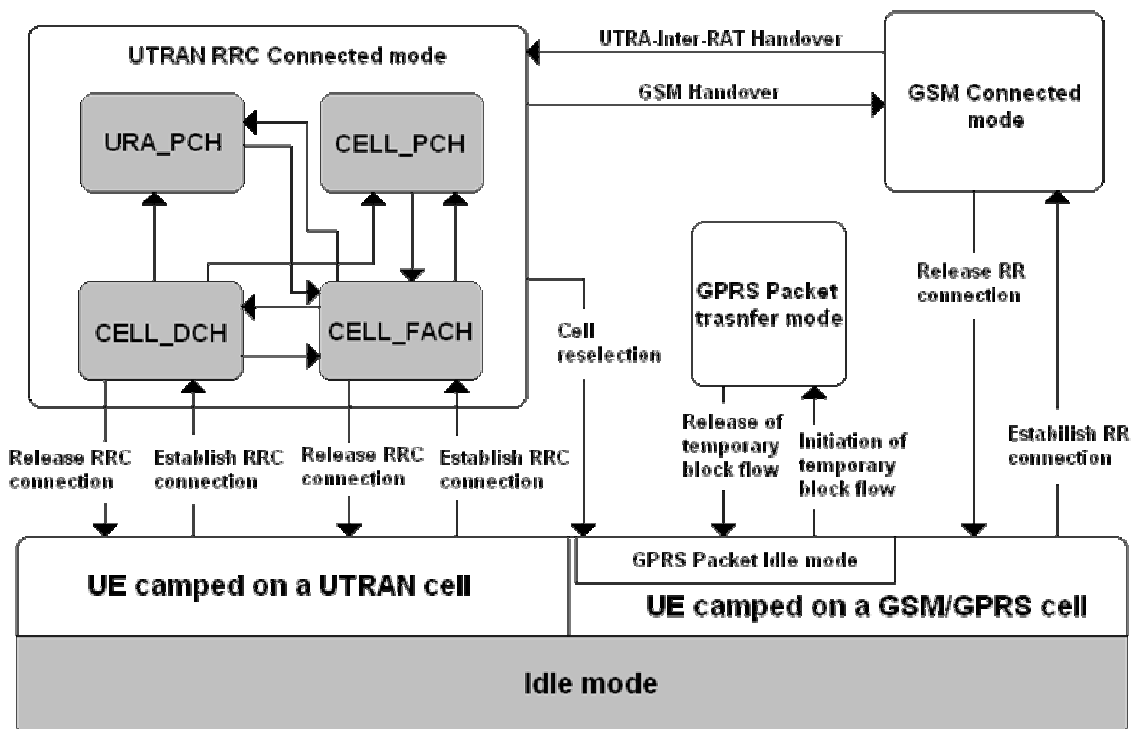 UTRAN RRC Connected mode
UTRA-Inter-RAT Handover
GSM Handover
GSM Connected
mode
URA_PCH
CELL_PCH
CELL_DCH
CELL_FACH
GPRS Packet
trasnfer mode
Release RR
connection
Cell
reselection
Release RRC
connection
Establish RRC
connection
Release RRC
connection
Establish RRC
connection
Release of
temporary
block flow
Initiation of
temporary
block flow
Estabilish RR
connection
UE camped on a UTRAN cell
GPRS Packet Idle mode
UE camped on a GSM/GPRS cell
Idle mode